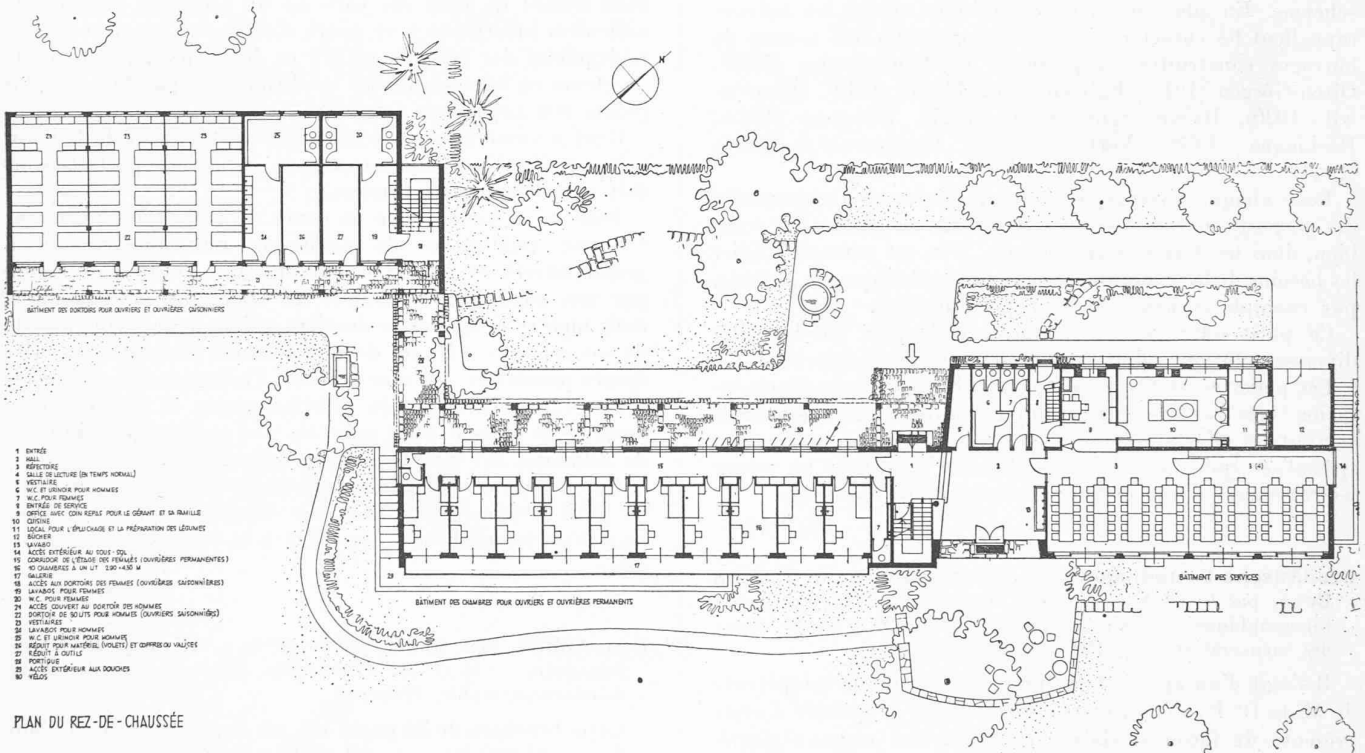 N
BÂTIMENT DES DORTOIRS POUR OUVRIERS ET OUVRIÈRES SAISONNIERS
BÂTIMENT DES CHAMBRES POUR OUVRIERS ET OUVRIÈRES PERMANENTS
BÂTIMENT DES SERVICES
1 ENTRÉE
2 HALL
3 RÉFECTOIRE
4 SALLE DE LECTURE (EN TEMPS NORMAL)
5 VESTIAIRE
6 W.C. ET URINOIR POUR HOMMES
7 W.C. POUR FEMMES
8 ENTRÉE DE SERVICE
9 OFFICE AVEC COIN REPAS POUR LE GÉRANT ET SA FAMILLE
10 CUISINE
11 LOCAL POUR L'ÉPLUCHAGE ET LA PRÉPARATION DES LÉGUMES
12 BÛCHER
13 LAVABO
14 ACCÈS EXTÉRIEUR AU SOUS-SOL
15 CORRIDOR DE L'ÉTAGE DES FEMMES (OUVRIÈRES PERMANENTES)
16 10 CHAMBRES À UN LIT
17 GALERIE
18 ACCÈS AUX DORTOIRS DES FEMMES (OUVRIÈRES SAISONNIÈRES)
19 LAVABOS POUR FEMMES
20 W.C. POUR FEMMES
21 ACCÈS COUVERT AU DORTOIR DES HOMMES
22 DORTOIR DE 30 LITS POUR HOMMES (OUVRIERS SAISONNIERS)
23 VESTIAIRES
24 LAVABOS POUR HOMMES
25 W.C. ET URINOIR POUR HOMMES
26 RÉDUIT POUR MATÉRIEL (VOLETS) ET COFFRES OU VALISES
27 RÉDUIT À OUTILS
28 PORTIQUE
29 ACCÈS EXTÉRIEUR AUX DOUCHES
30 VÉLOS
PLAN DU REZ-DE-CHAUSSÉE